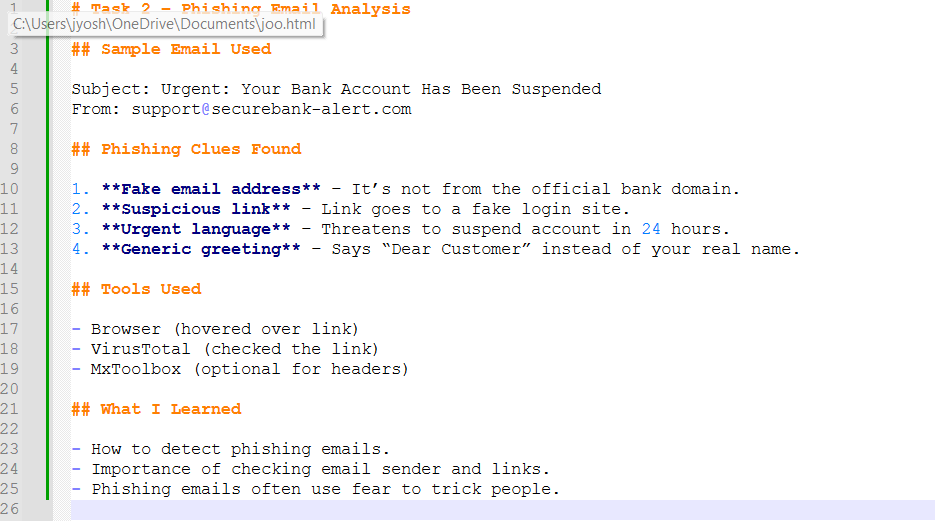 1 # Task 2 – Phishing Email Analysis
C:\Users\jyosh\OneDrive\Documents\joo.html
3 ## Sample Email Used
4
5 Subject: Urgent: Your Bank Account Has Been Suspended
6 From: support@securebank-alert.com
7
8 ## Phishing Clues Found
9
10 1. **Fake email address** – It’s not from the official bank domain.
11 2. **Suspicious link** – Link goes to a fake login site.
12 3. **Urgent language** – Threatens to suspend account in 24 hours.
13 4. **Generic greeting** – Says “Dear Customer” instead of your real name.
14
15 ## Tools Used
16
17 - Browser (hovered over link)
18 - VirusTotal (checked the link)
19 - MxToolbox (optional for headers)
20
21 ## What I Learned
22
23 - How to detect phishing emails.
24 - Importance of checking email sender and links.
25 - Phishing emails often use fear to trick people.
26